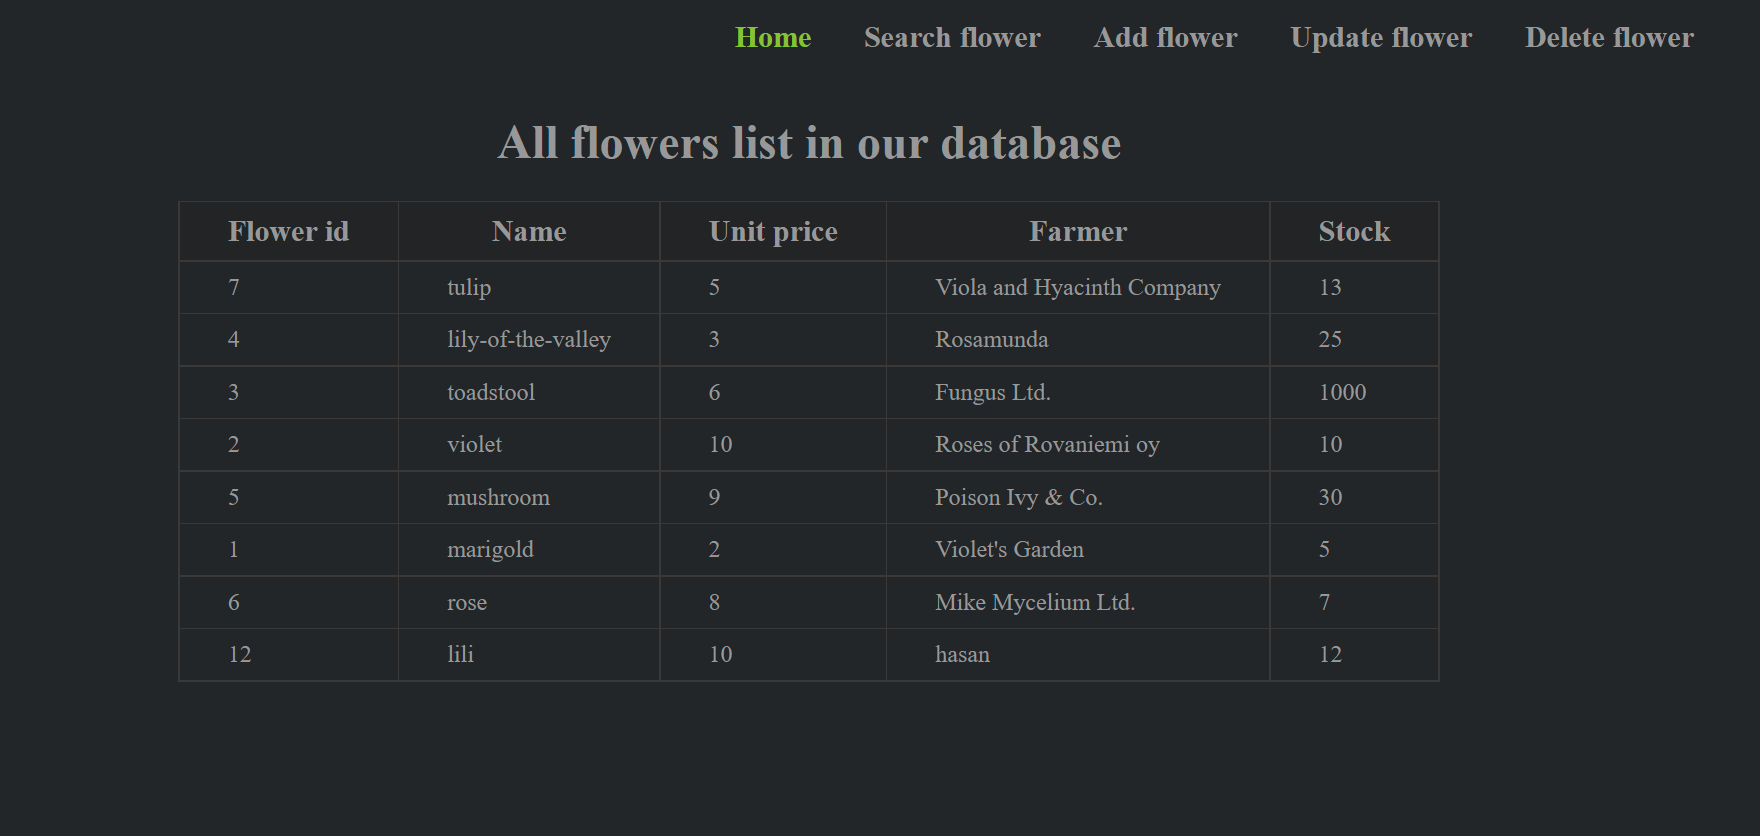 Home Search flower Add flower Update flower Delete flower
All flowers list in our database
Flower id Name Unit price Farmer Stock
7 tulip 5 Viola and Hyacinth Company 13
4 lily-of-the-valley 3 Rosamunda 25
3 toadstool 6 Fungus Ltd. 1000
2 violet 10 Roses of Rovaniemi oy 10
5 mushroom 9 Poison Ivy & Co. 30
1 marigold 2 Violet's Garden 5
6 rose 8 Mike Mycelium Ltd. 7
12 lili 10 hasan 12